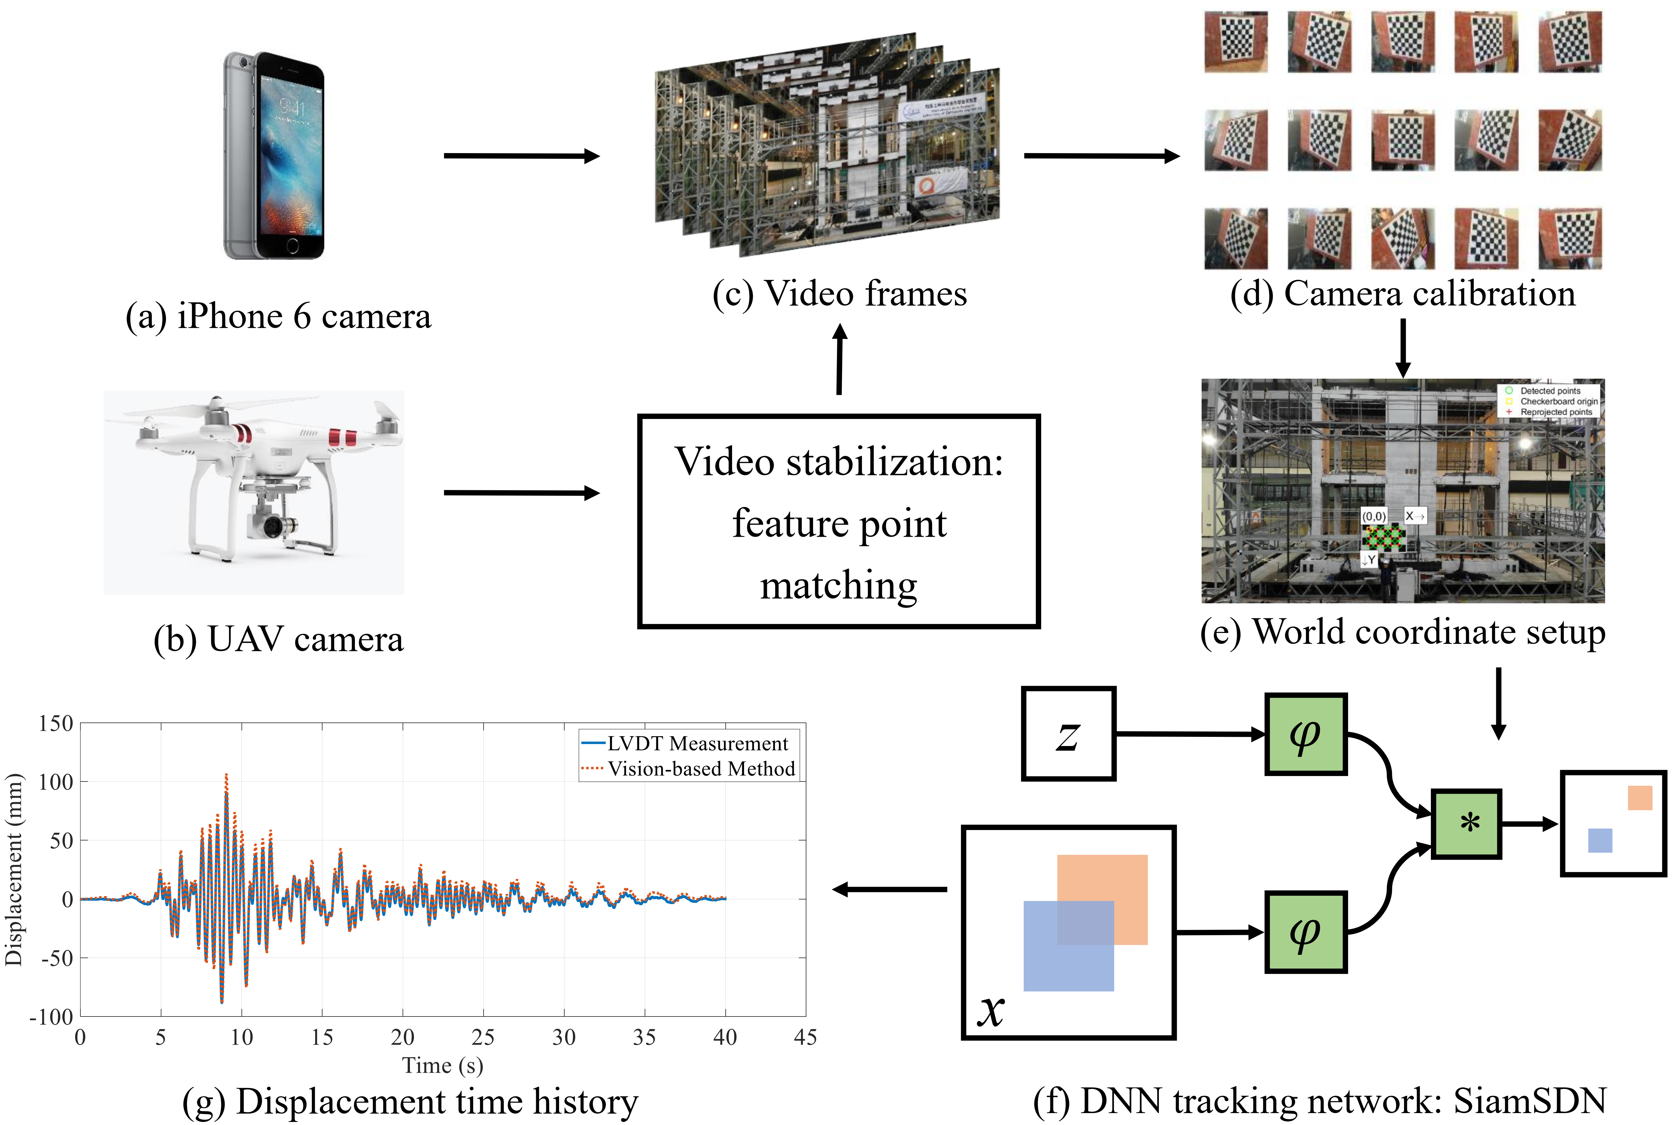 9:41
(a) iPhone 6 camera
(c) Video frames
(d) Camera calibration
(b) UAV camera
Video stabilization:
feature point
matching
Detected points
Checkerboard origin
Reprojected points
(0,0)
X→
↓Y
(e) World coordinate setup
150
100
50
0
-50
-100
Displacement (mm)
LVDT Measurement
Vision-based Method
0 5 10 15 20 25 30 35 40 45
Time (s)
(g) Displacement time history
z
φ
*
φ
x
(f) DNN tracking network: SiamSDN